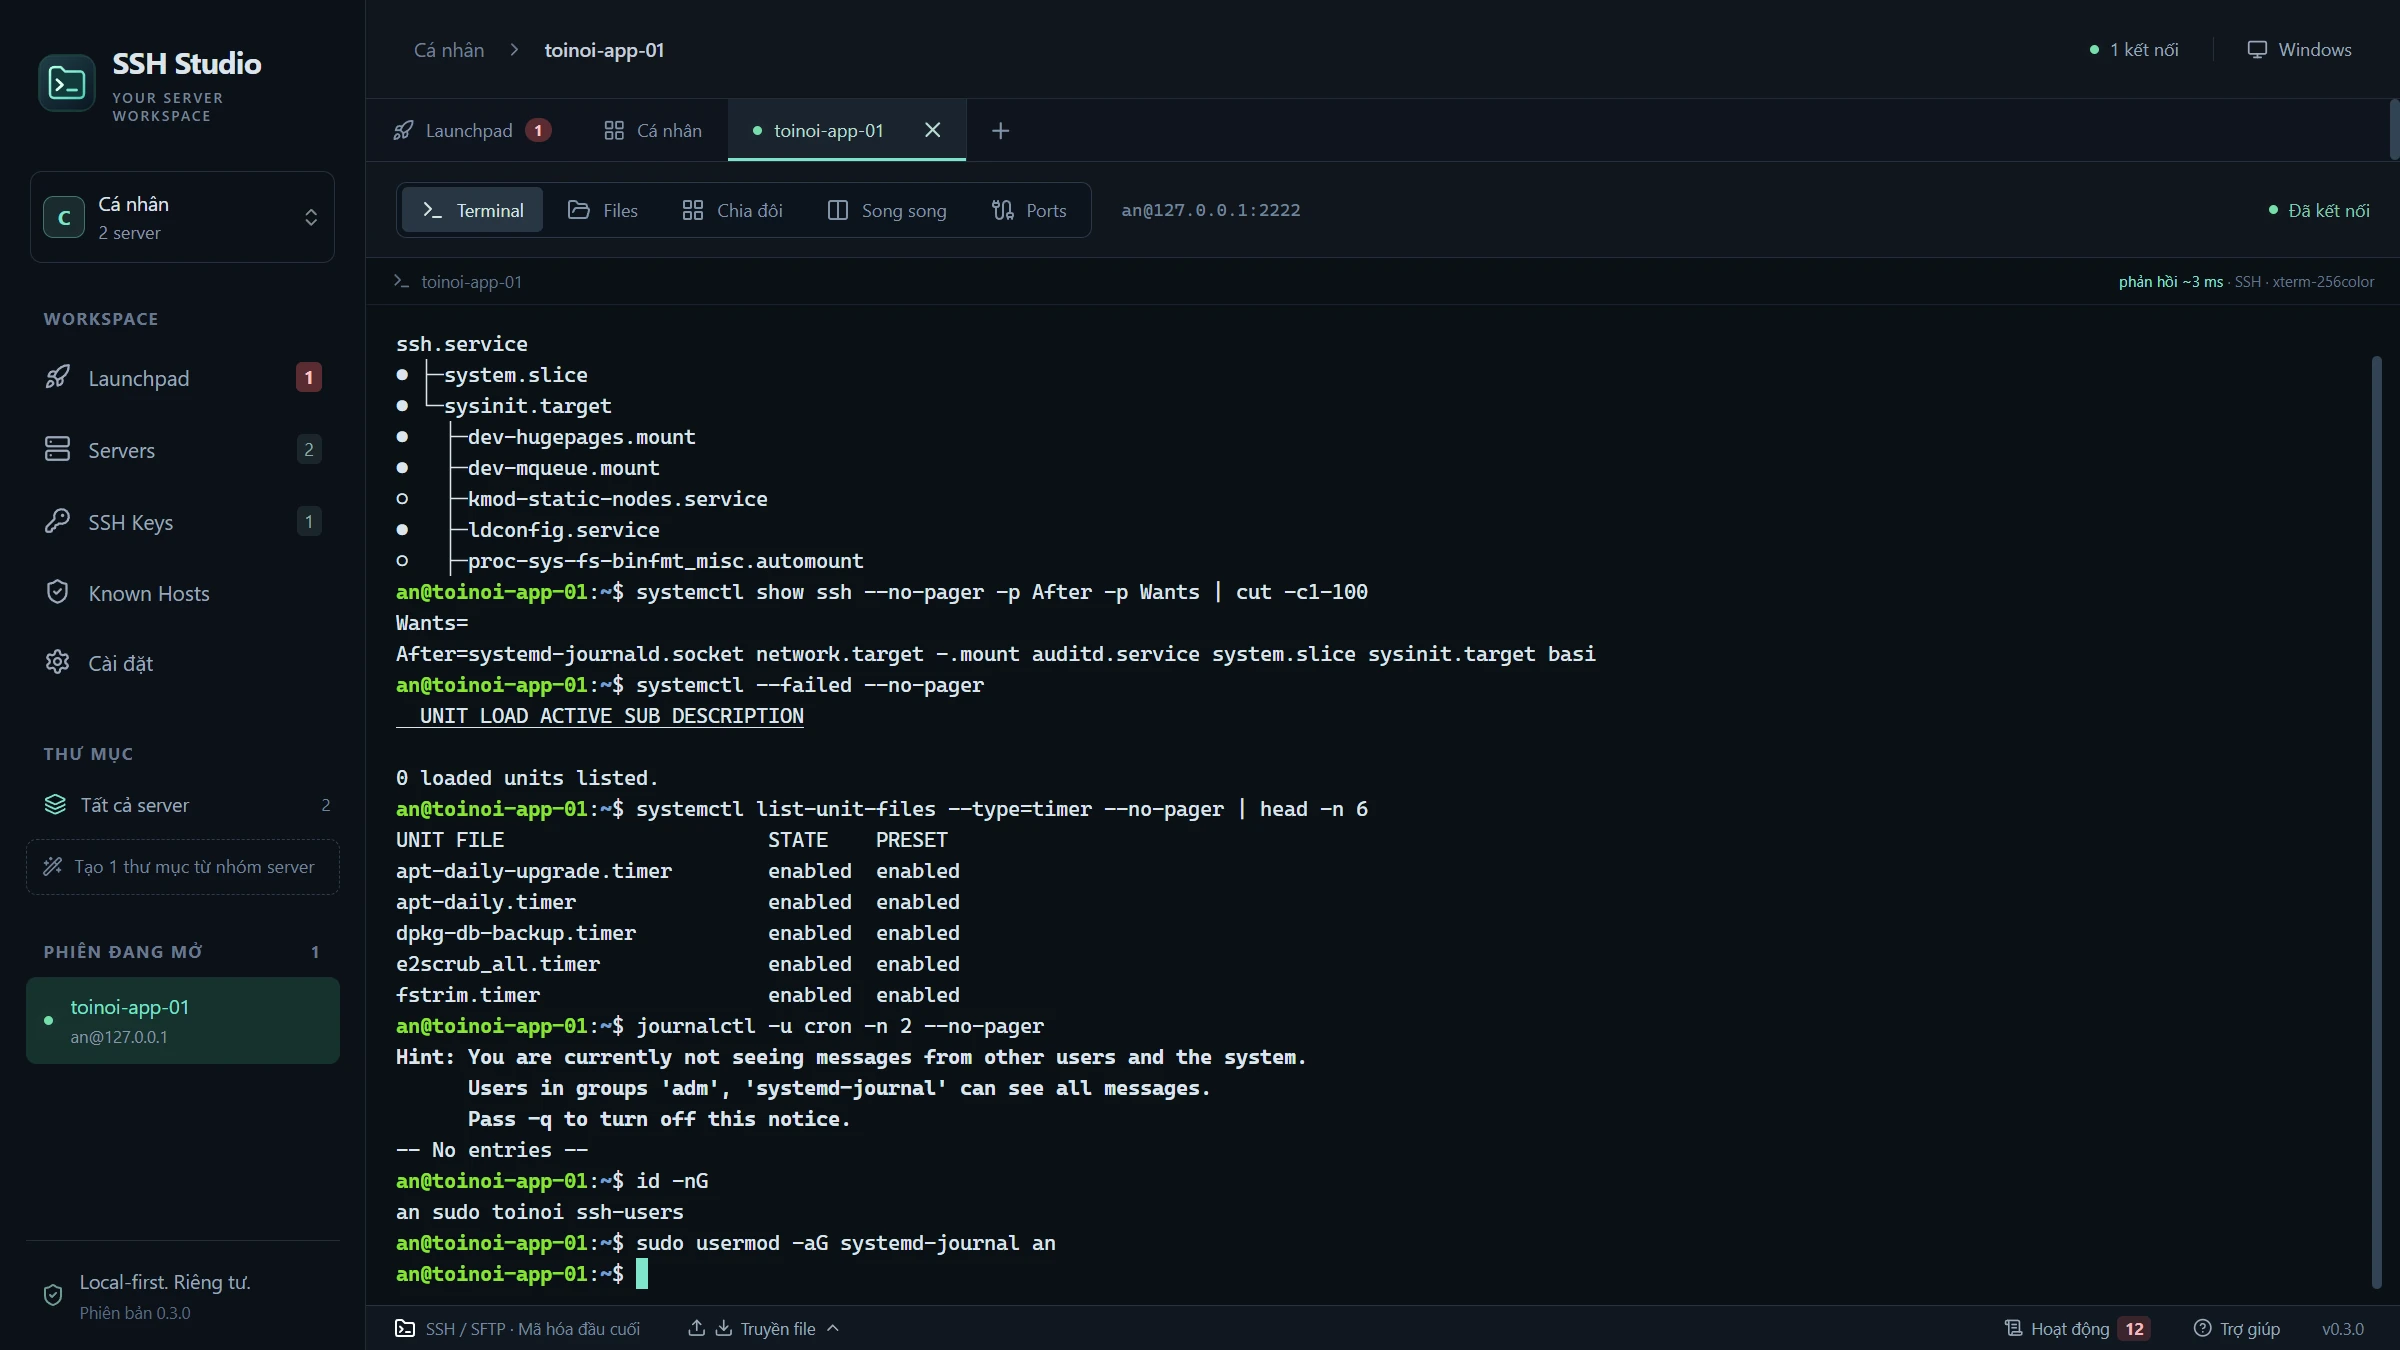 SSH Studio
YOUR SERVER
WORKSPACE
C
Cá nhân
2 server
WORKSPACE
Launchpad 1
Servers 2
SSH Keys 1
Known Hosts
Cài đặt
THƯ MỤC
Tất cả server 2
Tạo 1 thư mục từ nhóm server
PHIÊN ĐANG MỞ 1
toinoi-app-01
an@127.0.0.1
Local-first. Riêng tư.
Phiên bản 0.3.0
Cá nhân > toinoi-app-01
1 kết nối Windows
Launchpad 1 Cá nhân toinoi-app-01
Terminal Files Chia đôi Song song Ports an@127.0.0.1:2222 Đã kết nối
toinoi-app-01 phản hồi ~3 ms · SSH · xterm-256color
ssh.service
● ├─system.slice
● └─sysinit.target
●   ├─dev-hugepages.mount
●   ├─dev-mqueue.mount
○   ├─kmod-static-nodes.service
●   ├─ldconfig.service
○   ├─proc-sys-fs-binfmt_misc.automount
an@toinoi-app-01:~$ systemctl show ssh --no-pager -p After -p Wants | cut -c1-100
Wants=
After=systemd-journald.socket network.target -.mount auditd.service system.slice sysinit.target basi
an@toinoi-app-01:~$ systemctl --failed --no-pager
  UNIT LOAD ACTIVE SUB DESCRIPTION
0 loaded units listed.
an@toinoi-app-01:~$ systemctl list-unit-files --type=timer --no-pager | head -n 6
UNIT FILE                      STATE    PRESET
apt-daily-upgrade.timer        enabled  enabled
apt-daily.timer                enabled  enabled
dpkg-db-backup.timer           enabled  enabled
e2scrub_all.timer              enabled  enabled
fstrim.timer                   enabled  enabled
an@toinoi-app-01:~$ journalctl -u cron -n 2 --no-pager
Hint: You are currently not seeing messages from other users and the system.
      Users in groups 'adm', 'systemd-journal' can see all messages.
      Pass -q to turn off this notice.
-- No entries --
an@toinoi-app-01:~$ id -nG
an sudo toinoi ssh-users
an@toinoi-app-01:~$ sudo usermod -aG systemd-journal an
an@toinoi-app-01:~$
SSH / SFTP · Mã hóa đầu cuối Truyền file Hoạt động 12 Trợ giúp v0.3.0